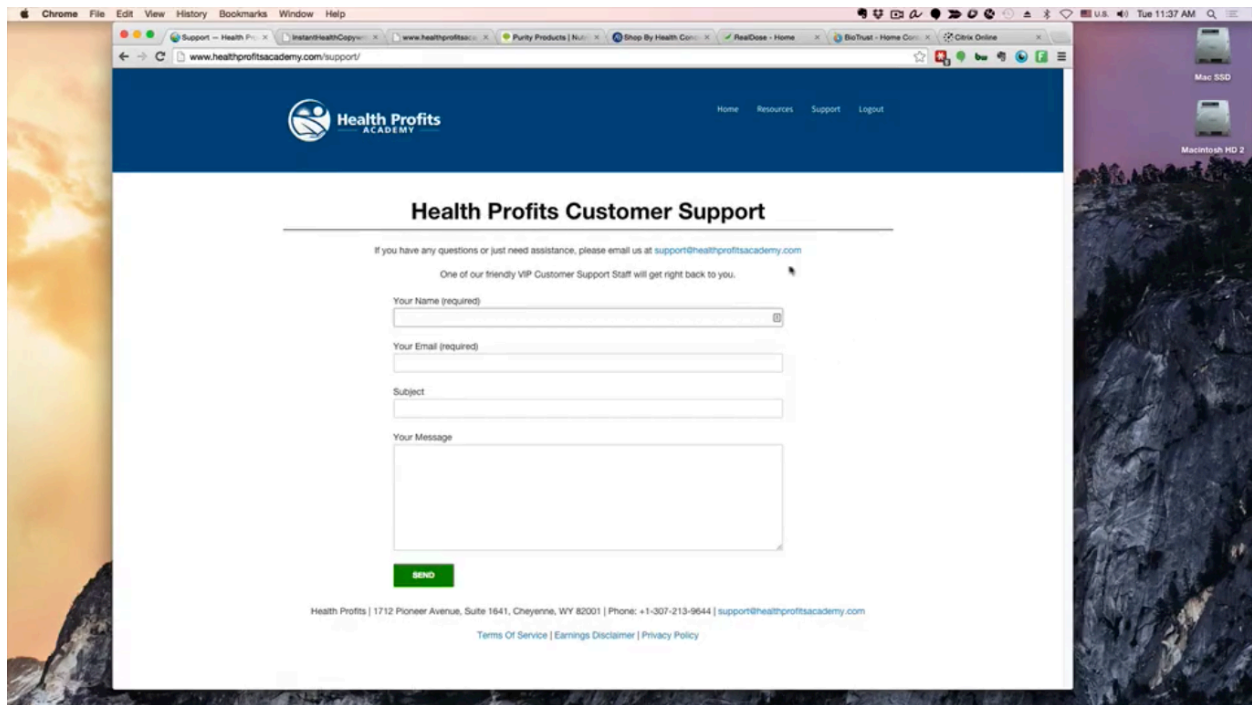 Chrome File Edit View History Bookmarks Window Help
U.S. Tue 11:37 AM
Support — Health Pr
InstantHealthCopywri
www.healthprofitsaca
Purity Products | Nutri
Shop By Health Conc
RealDose - Home
BioTrust - Home Conc
Citrix Online
www.healthprofitsacademy.com/support/
Mac SSD
Macintosh HD 2
Health Profits
ACADEMY
Home Resources Support Logout
Health Profits Customer Support
If you have any questions or just need assistance, please email us at support@healthprofitsacademy.com
One of our friendly VIP Customer Support Staff will get right back to you.
Your Name (required)
Your Email (required)
Subject
Your Message
SEND
Health Profits | 1712 Pioneer Avenue, Suite 1641, Cheyenne, WY 82001 | Phone: +1-307-213-9644 | support@healthprofitsacademy.com
Terms Of Service | Earnings Disclaimer | Privacy Policy